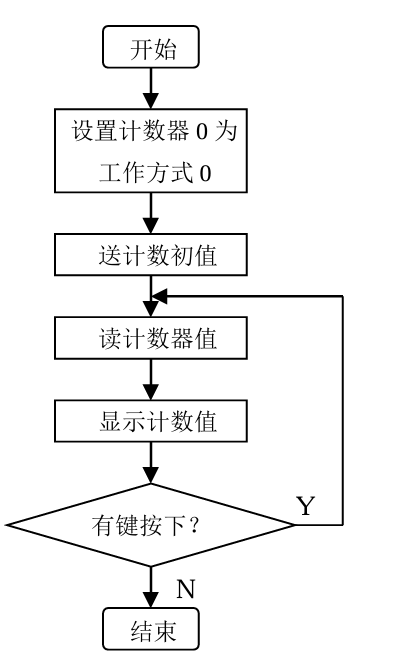 开始
设置计数器 0 为
工作方式 0
送计数初值
读计数器值
显示计数值
有键按下？
Y
N
结束